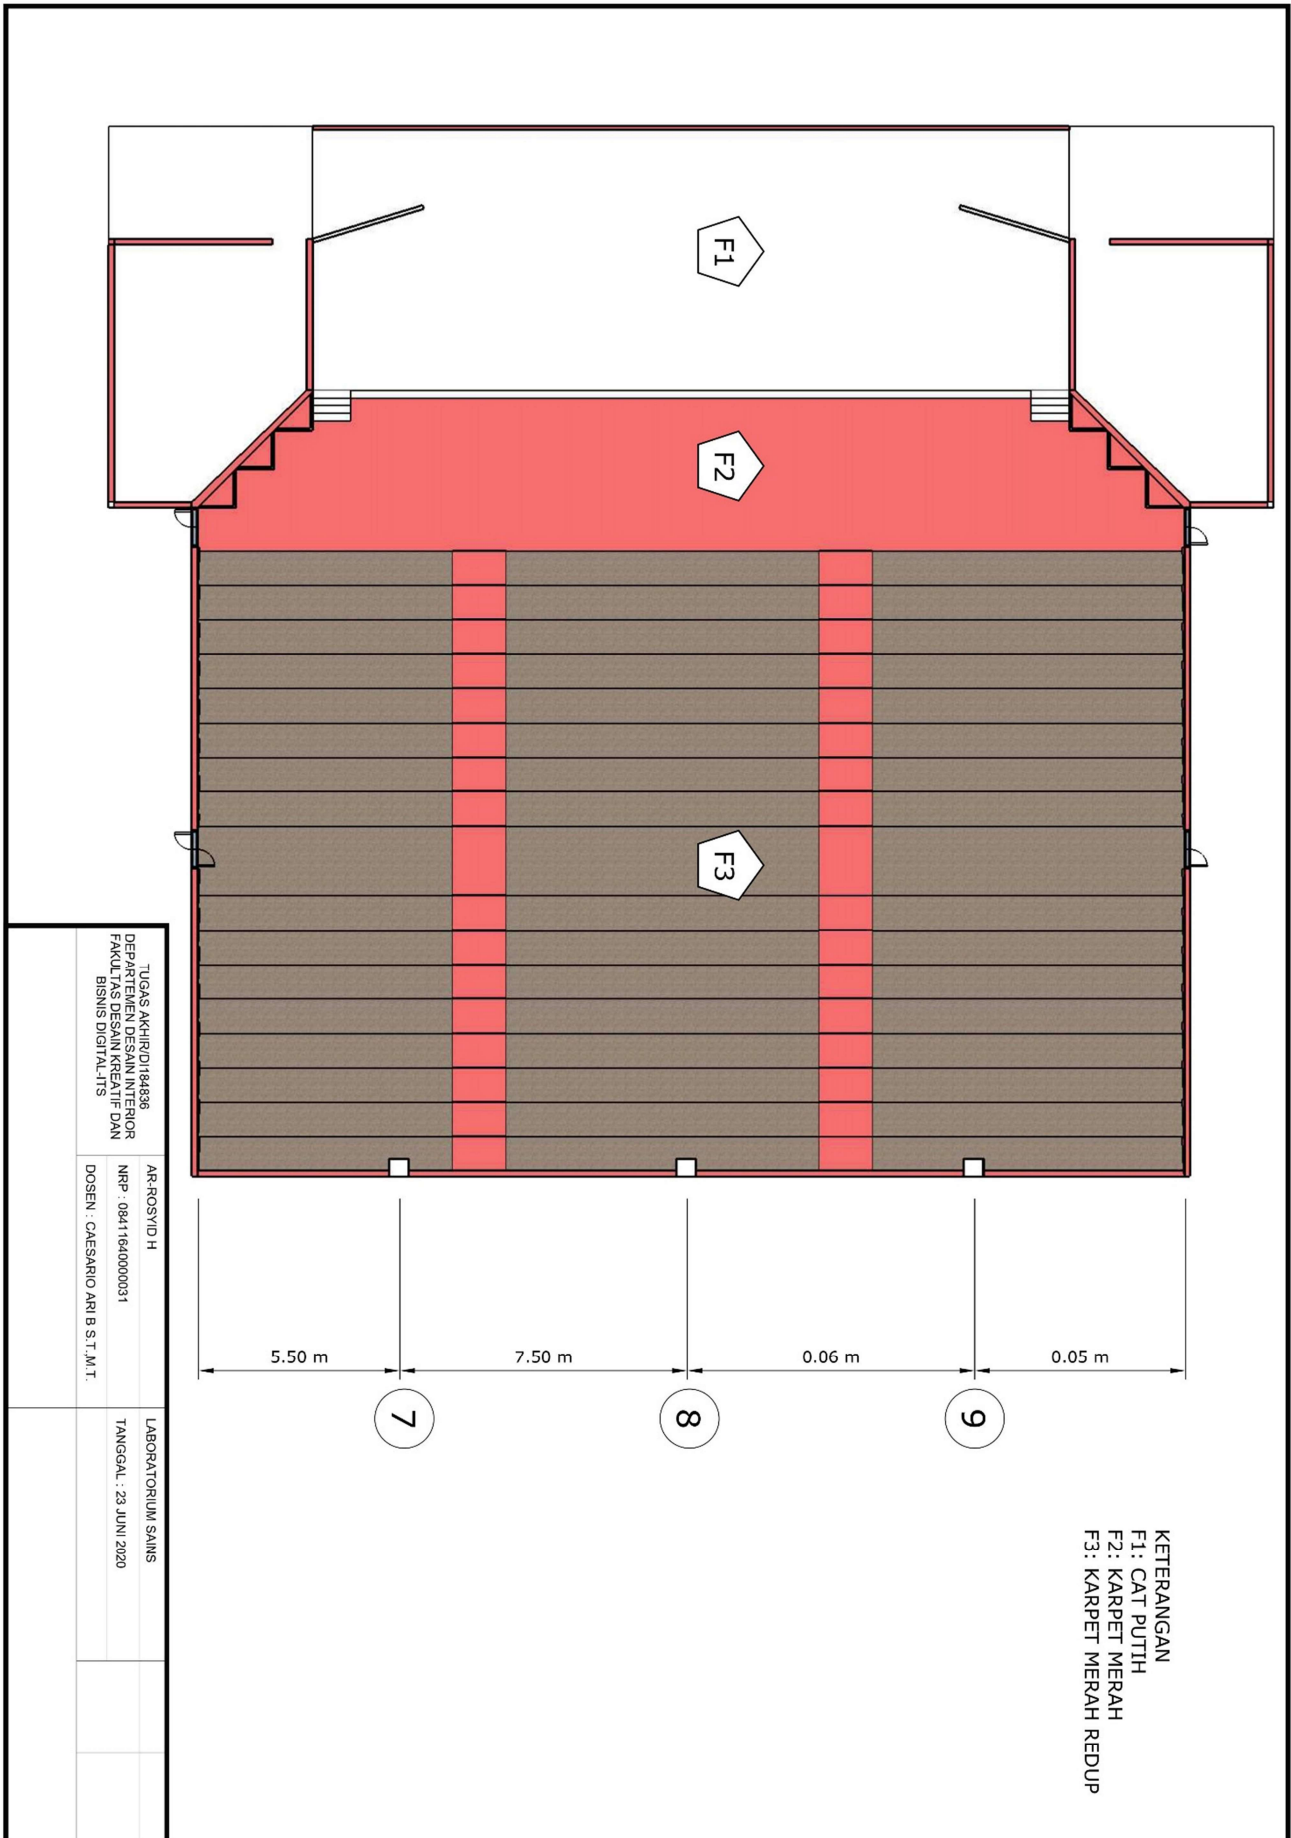 F1
F2
F3
5.50 m
7.50 m
0.06 m
0.05 m
7
8
9
KETERANGAN
F1: CAT PUTIH
F2: KARPET MERAH
F3: KARPET MERAH REDUP
TUGAS AKHIR/DI184836
DEPARTEMEN DESAIN INTERIOR
FAKULTAS DESAIN KREATIF DAN
BISNIS DIGITAL-ITS
AR-ROSYID H
NRP : 08411640000031
DOSEN : CAESARIO ARI B S.T.,M.T.
LABORATORIUM SAINS
TANGGAL : 23 JUNI 2020